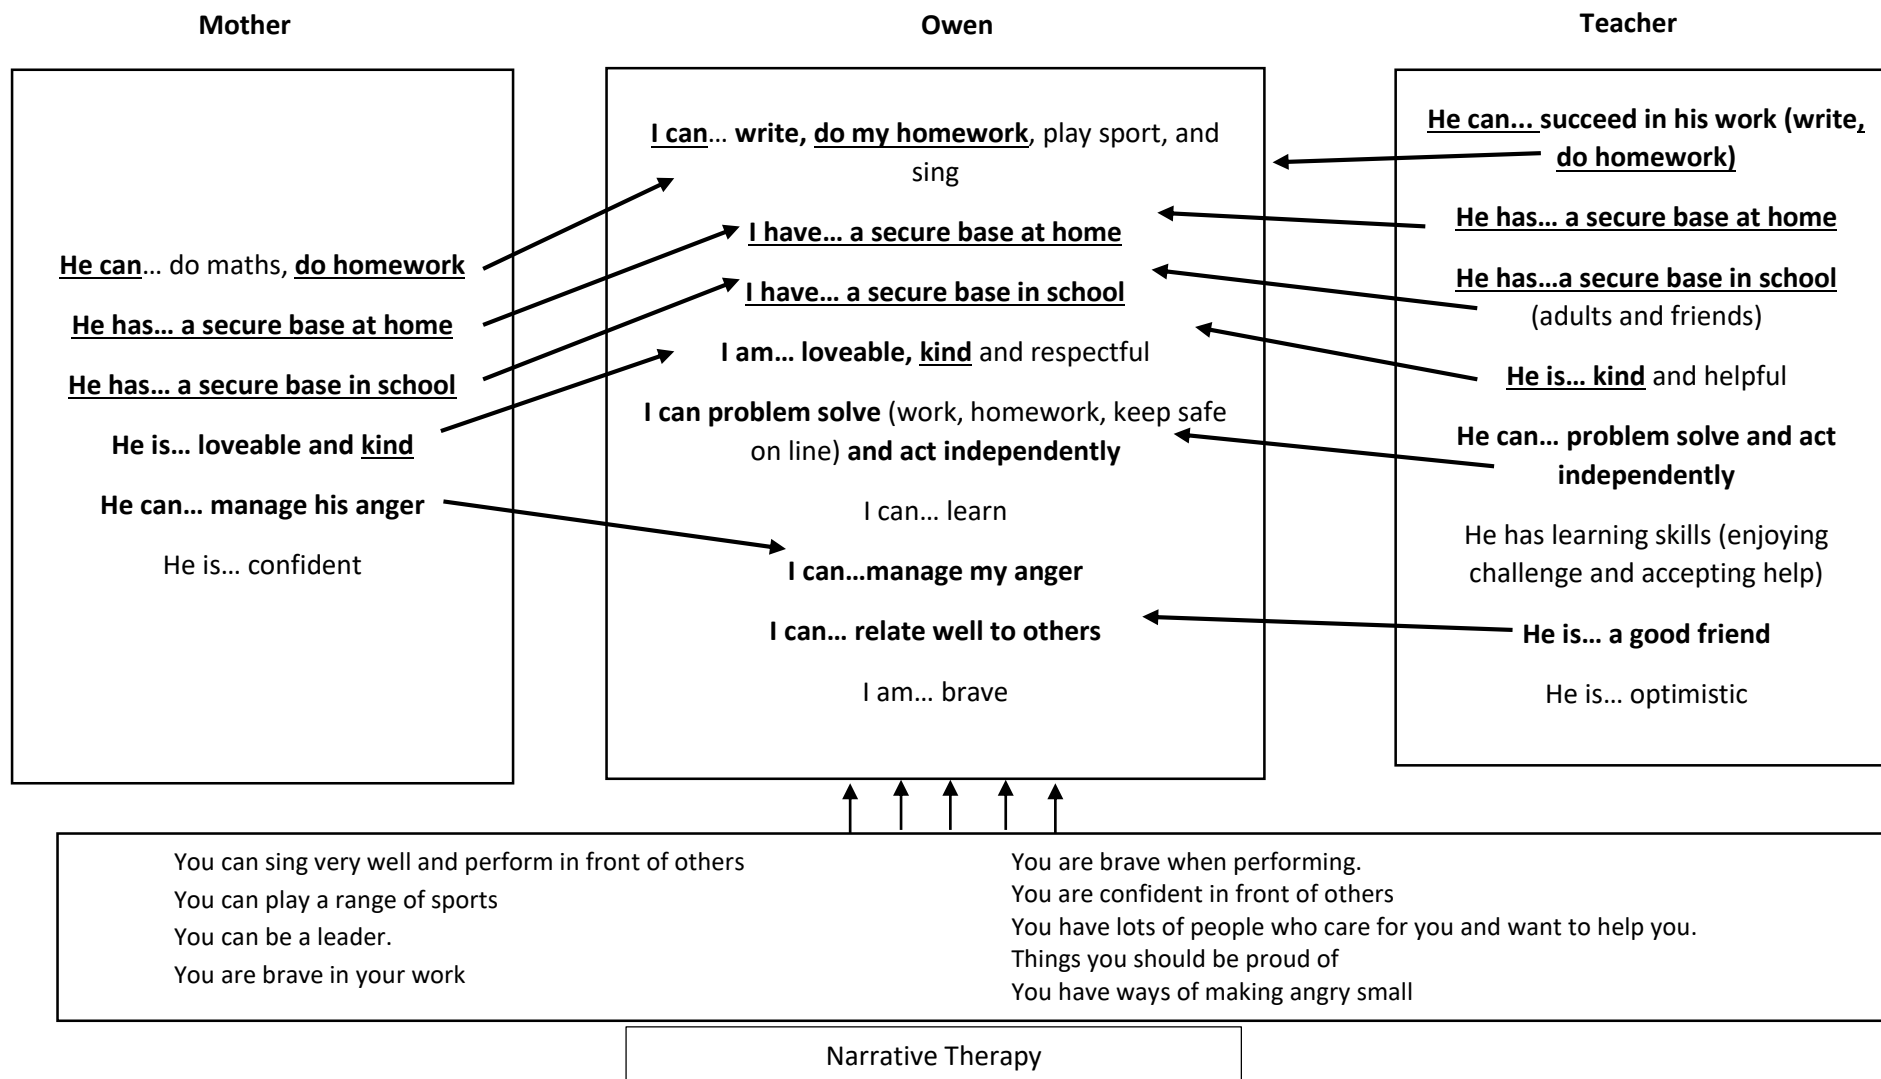 Mother
Owen
Teacher
He can… do maths, do homework
He has… a secure base at home
He has… a secure base in school
He is… loveable and kind
He can… manage his anger
He is… confident
I can… write, do my homework, play sport, and
sing
I have… a secure base at home
I have… a secure base in school
I am… loveable, kind and respectful
I can problem solve (work, homework, keep safe
on line) and act independently
I can… learn
I can…manage my anger
I can… relate well to others
I am… brave
He can... succeed in his work (write,
do homework)
He has… a secure base at home
He has…a secure base in school
(adults and friends)
He is… kind and helpful
He can… problem solve and act
independently
He has learning skills (enjoying
challenge and accepting help)
He is… a good friend
He is… optimistic
You can sing very well and perform in front of others
You can play a range of sports
You can be a leader.
You are brave in your work
You are brave when performing.
You are confident in front of others
You have lots of people who care for you and want to help you.
Things you should be proud of
You have ways of making angry small
Narrative Therapy